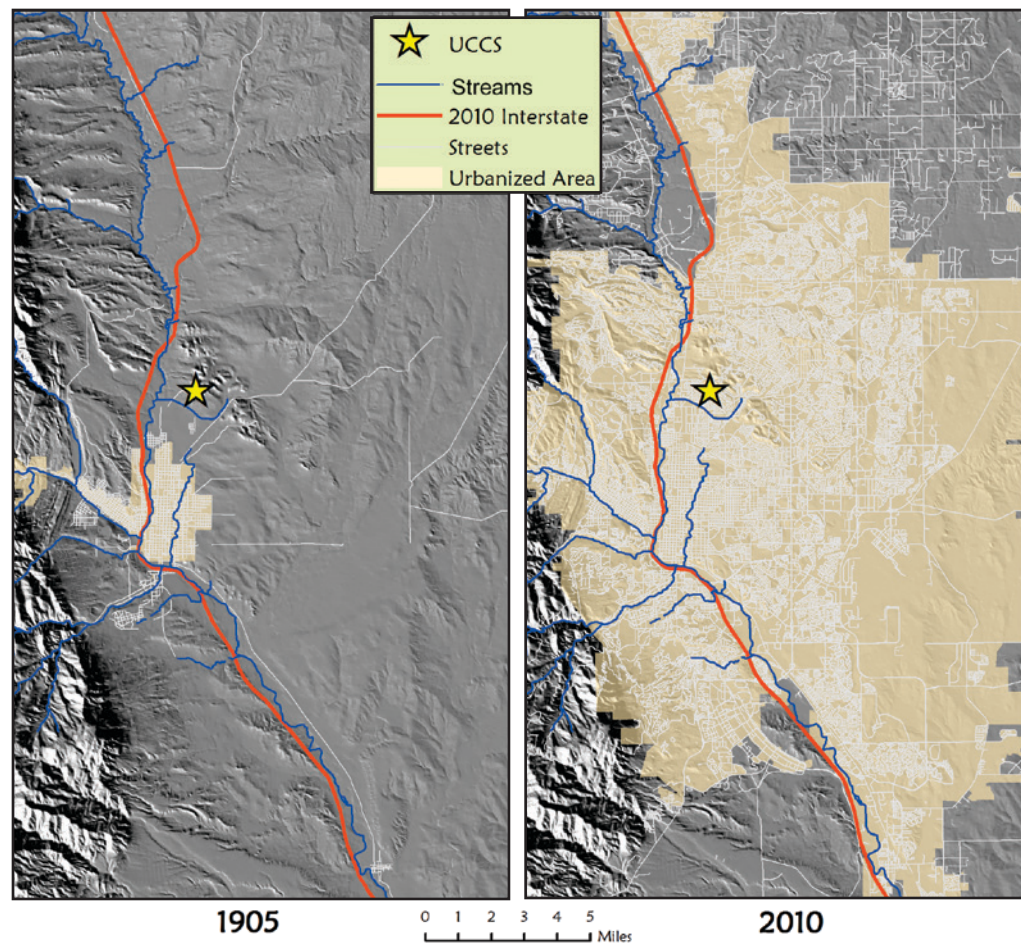 UCCS
Streams
2010 Interstate
Streets
Urbanized Area
1905
0 1 2 3 4 5
Miles
2010